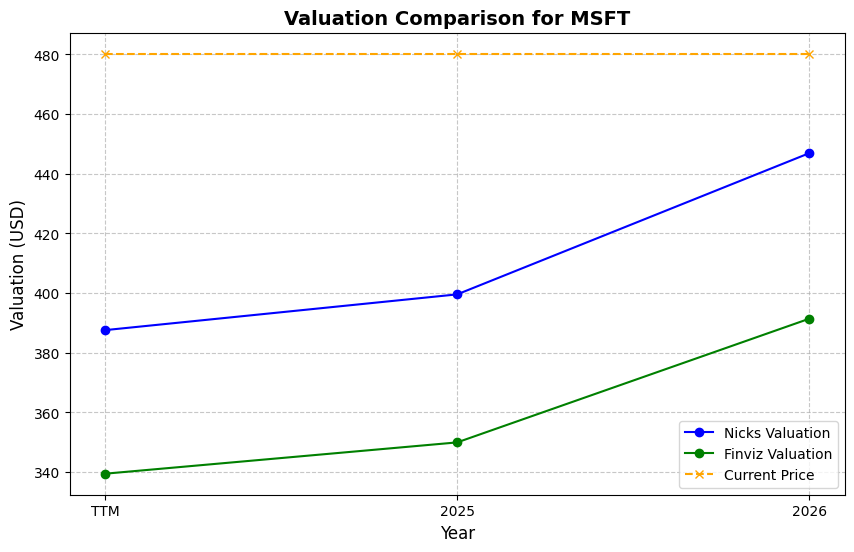 Valuation Comparison for MSFT
Valuation (USD)
480
460
440
420
400
380
360
340
TTM
2025
2026
Year
Nicks Valuation
Finviz Valuation
Current Price